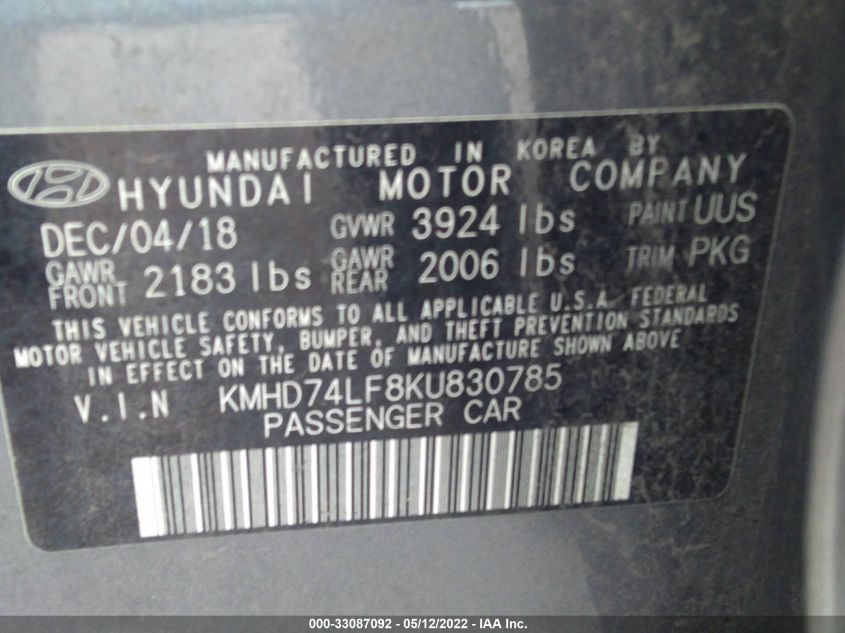 MANUFACTURED IN KOREA BY
HYUNDAI MOTOR COMPANY
DEC/04/18 GVWR 3924 lbs PAINT UUS
GAWR FRONT 2183 lbs GAWR REAR 2006 lbs TRIM PKG
THIS VEHICLE CONFORMS TO ALL APPLICABLE U.S.A. FEDERAL
MOTOR VEHICLE SAFETY, BUMPER, AND THEFT PREVENTION STANDARDS
IN EFFECT ON THE DATE OF MANUFACTURE SHOWN ABOVE
V.I.N KMHD74LF8KU830785
PASSENGER CAR
000-33087092 - 05/12/2022 - IAA Inc.